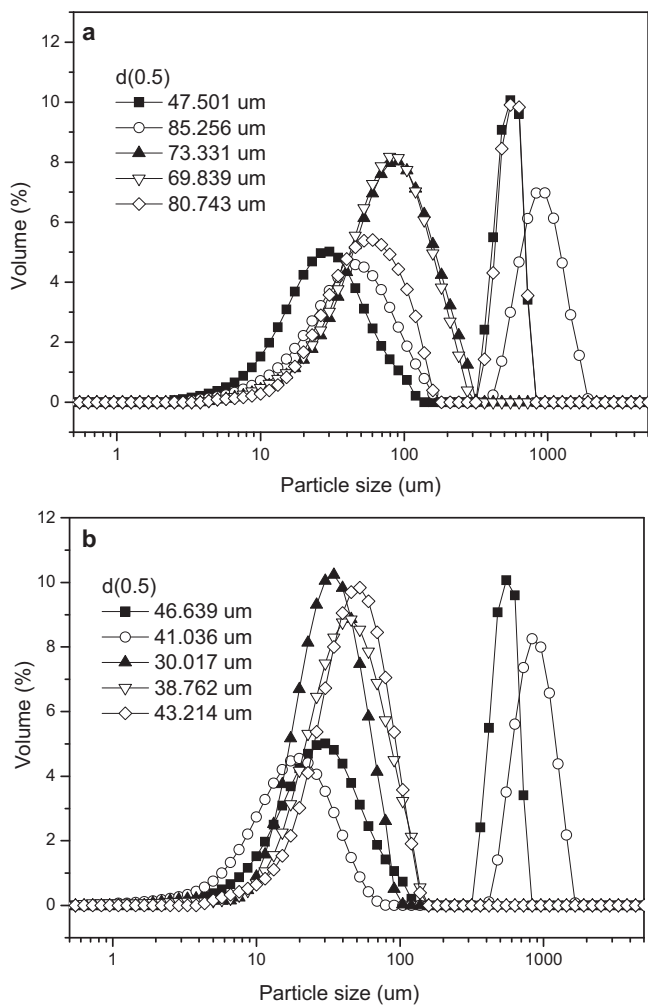 a
12
10
8
6
4
2
0
Volume (%)
d(0.5)
47.501 um
85.256 um
73.331 um
69.839 um
80.743 um
1 10 100 1000
Particle size (um)
b
12
10
8
6
4
2
0
Volume (%)
d(0.5)
46.639 um
41.036 um
30.017 um
38.762 um
43.214 um
1 10 100 1000
Particle size (um)